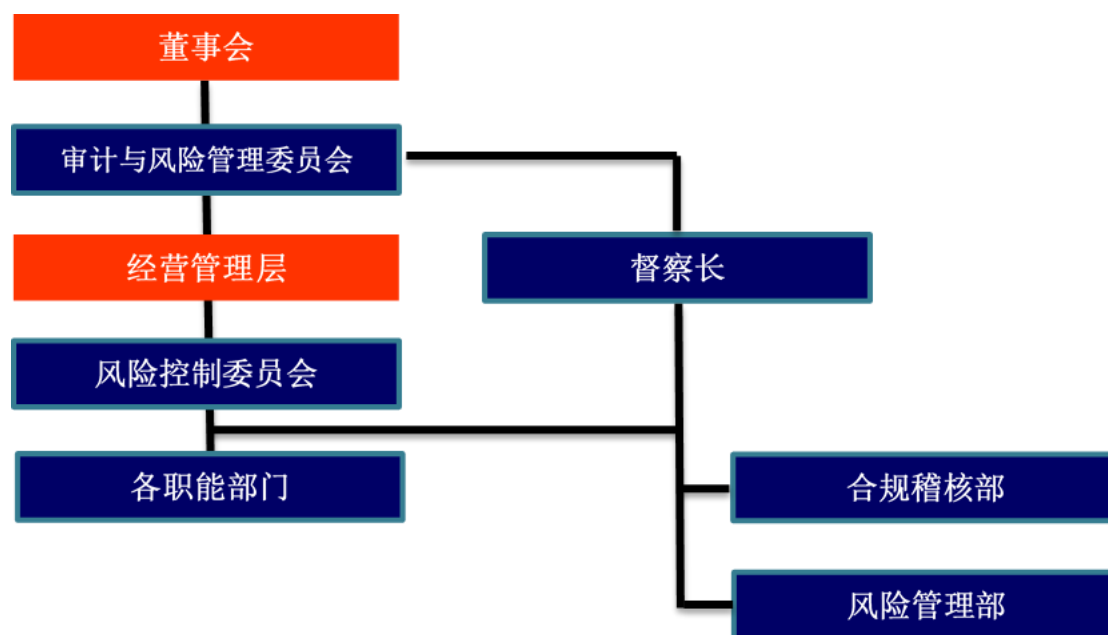 董事会
审计与风险管理委员会
经营管理层
督察长
风险控制委员会
各职能部门
合规稽核部
风险管理部